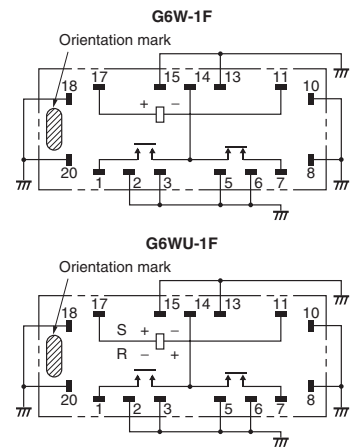 G6W-1F
Orientation mark
18 17 15 14 13 11 10
+ −
20 1 2 3 5 6 7 8
G6WU-1F
Orientation mark
18 17 15 14 13 11 10
S + −
R − +
20 1 2 3 5 6 7 8